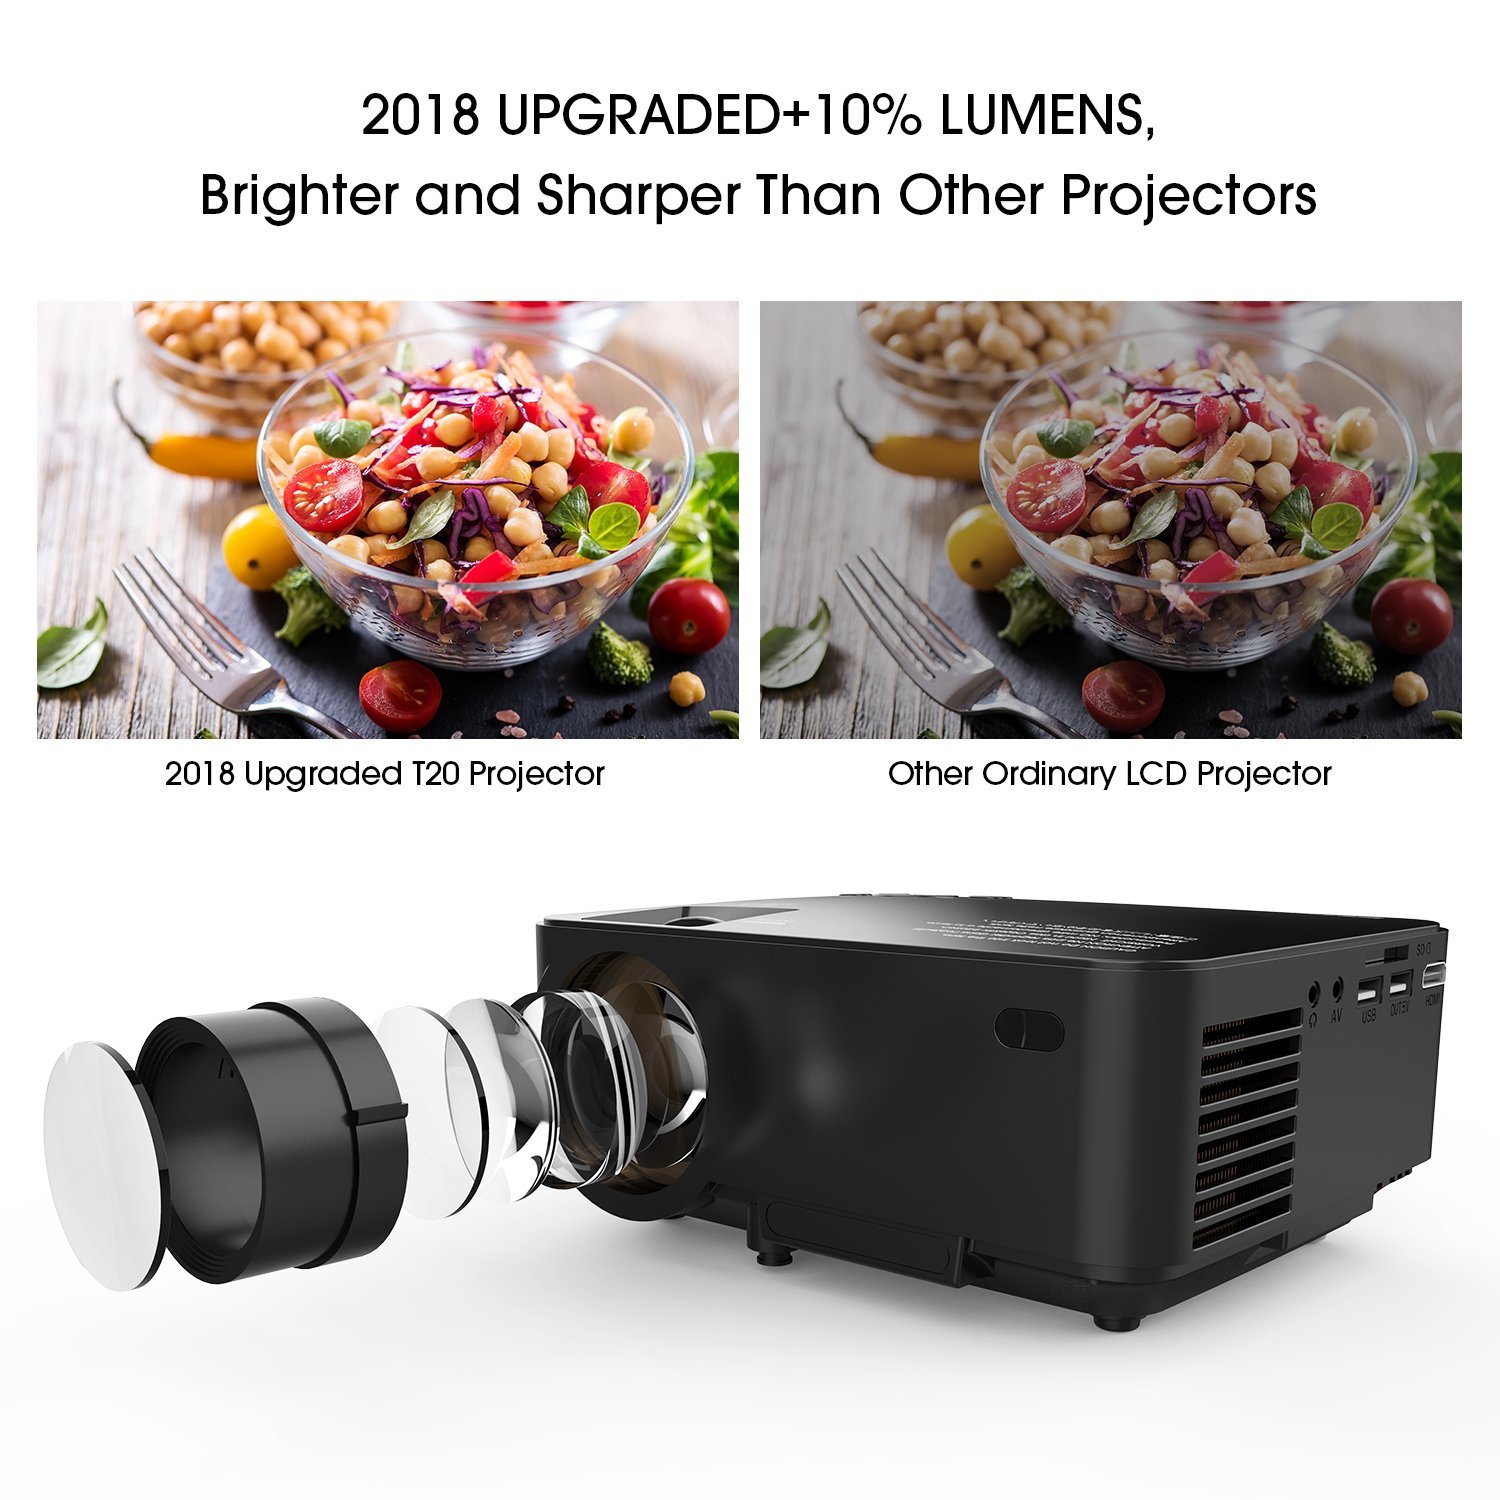 2018 UPGRADED+10% LUMENS,
Brighter and Sharper Than Other Projectors
2018 Upgraded T20 Projector
Other Ordinary LCD Projector
SD
AV
USB
OUT 5V
HDMI